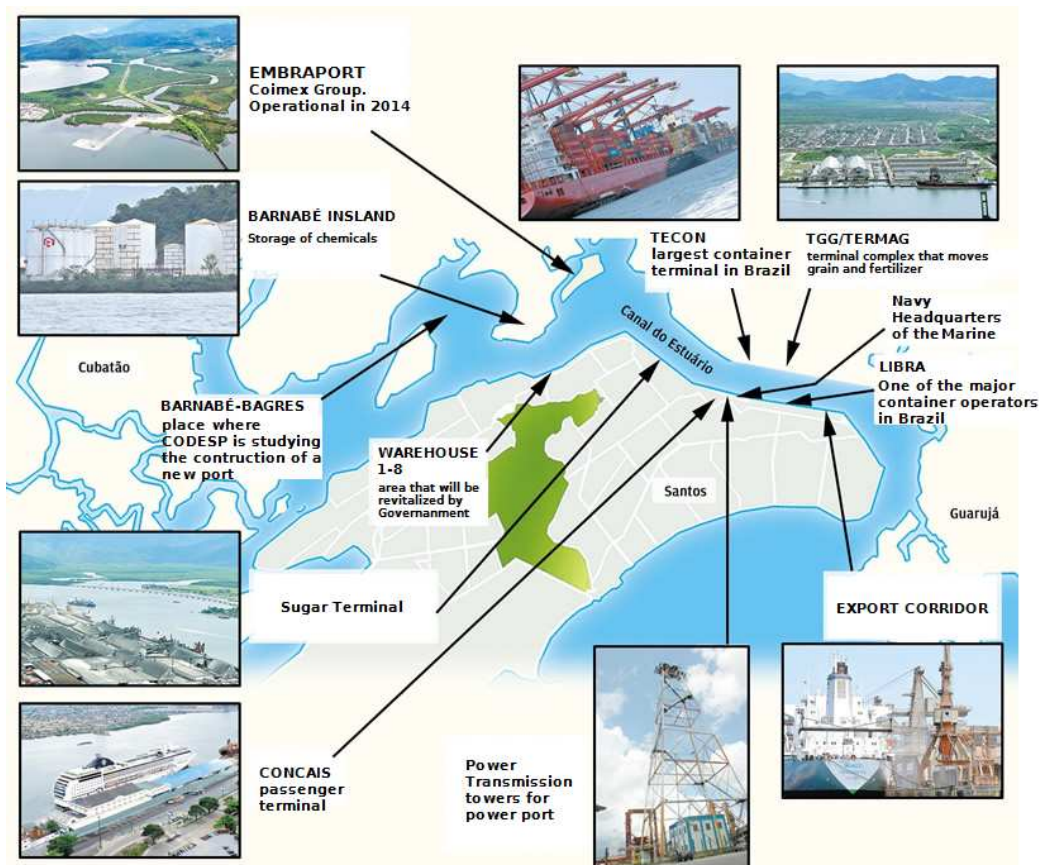 EMBRAPORT
Coimex Group.
Operational in 2014
BARNABÉ INSLAND
Storage of chemicals
TECON
largest container
terminal in Brazil
TGG/TERMAG
terminal complex that moves
grain and fertilizer
Navy
Headquarters
of the Marine
LIBRA
One of the major
container operators
in Brazil
Canal do Estuário
Cubatão
BARNABÉ-BAGRES
place where
CODESP is studying
the contruction of a
new port
WAREHOUSE
1-8
area that will be
revitalized by
Governanment
Santos
Guarujá
Sugar Terminal
EXPORT CORRIDOR
CONCAIS
passenger
terminal
Power
Transmission
towers for
power port